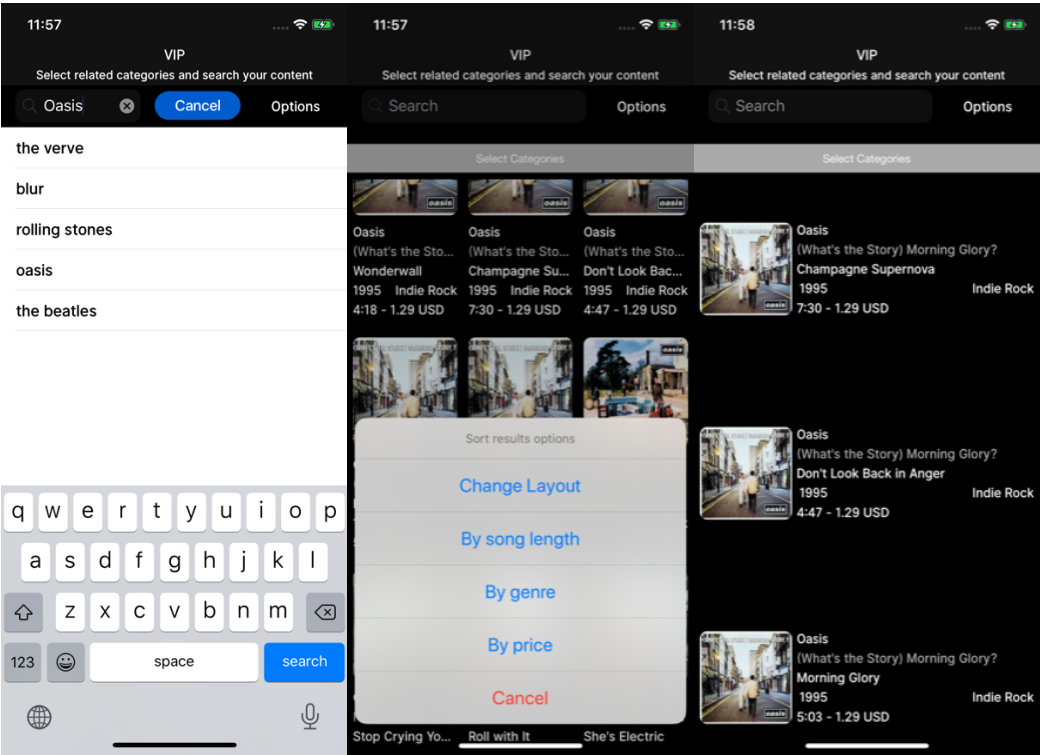 11:57
VIP
Select related categories and search your content
Oasis
Cancel
Options
the verve
blur
rolling stones
oasis
the beatles
q w e r t y u i o p
a s d f g h j k l
z x c v b n m
123
space
search
11:57
VIP
Select related categories and search your content
Search
Options
Select Categories
oasis oasis oasis
Oasis Oasis Oasis
(What's the Sto... (What's the Sto... (What's the Sto...
Wonderwall Champagne Su... Don't Look Bac...
1995 Indie Rock 1995 Indie Rock 1995 Indie Rock
4:18 - 1.29 USD 7:30 - 1.29 USD 4:47 - 1.29 USD
oasis
Sort results options
Change Layout
By song length
By genre
By price
Cancel
Stop Crying Yo... Roll with It She's Electric
11:58
VIP
Select related categories and search your content
Search
Options
Select Categories
Oasis
(What's the Story) Morning Glory?
Champagne Supernova
1995 Indie Rock
7:30 - 1.29 USD
oasis
Oasis
(What's the Story) Morning Glory?
Don't Look Back in Anger
1995 Indie Rock
4:47 - 1.29 USD
oasis
Oasis
(What's the Story) Morning Glory?
Morning Glory
1995 Indie Rock
5:03 - 1.29 USD
oasis